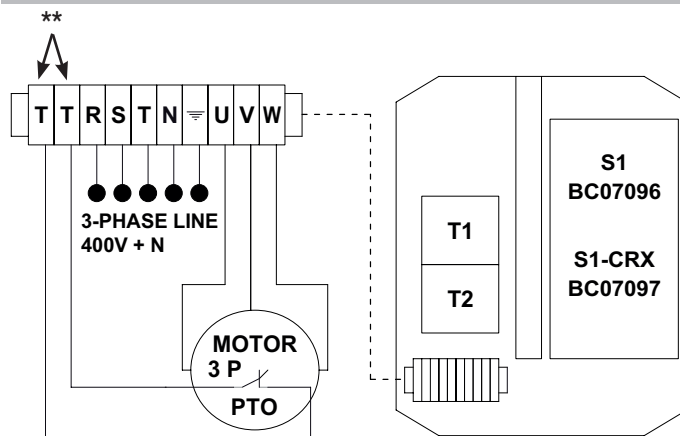 **
T T R S T N ⏚ U V W
3-PHASE LINE
400V + N
MOTOR
3 P
PTO
T1
T2
S1
BC07096
S1-CRX
BC07097